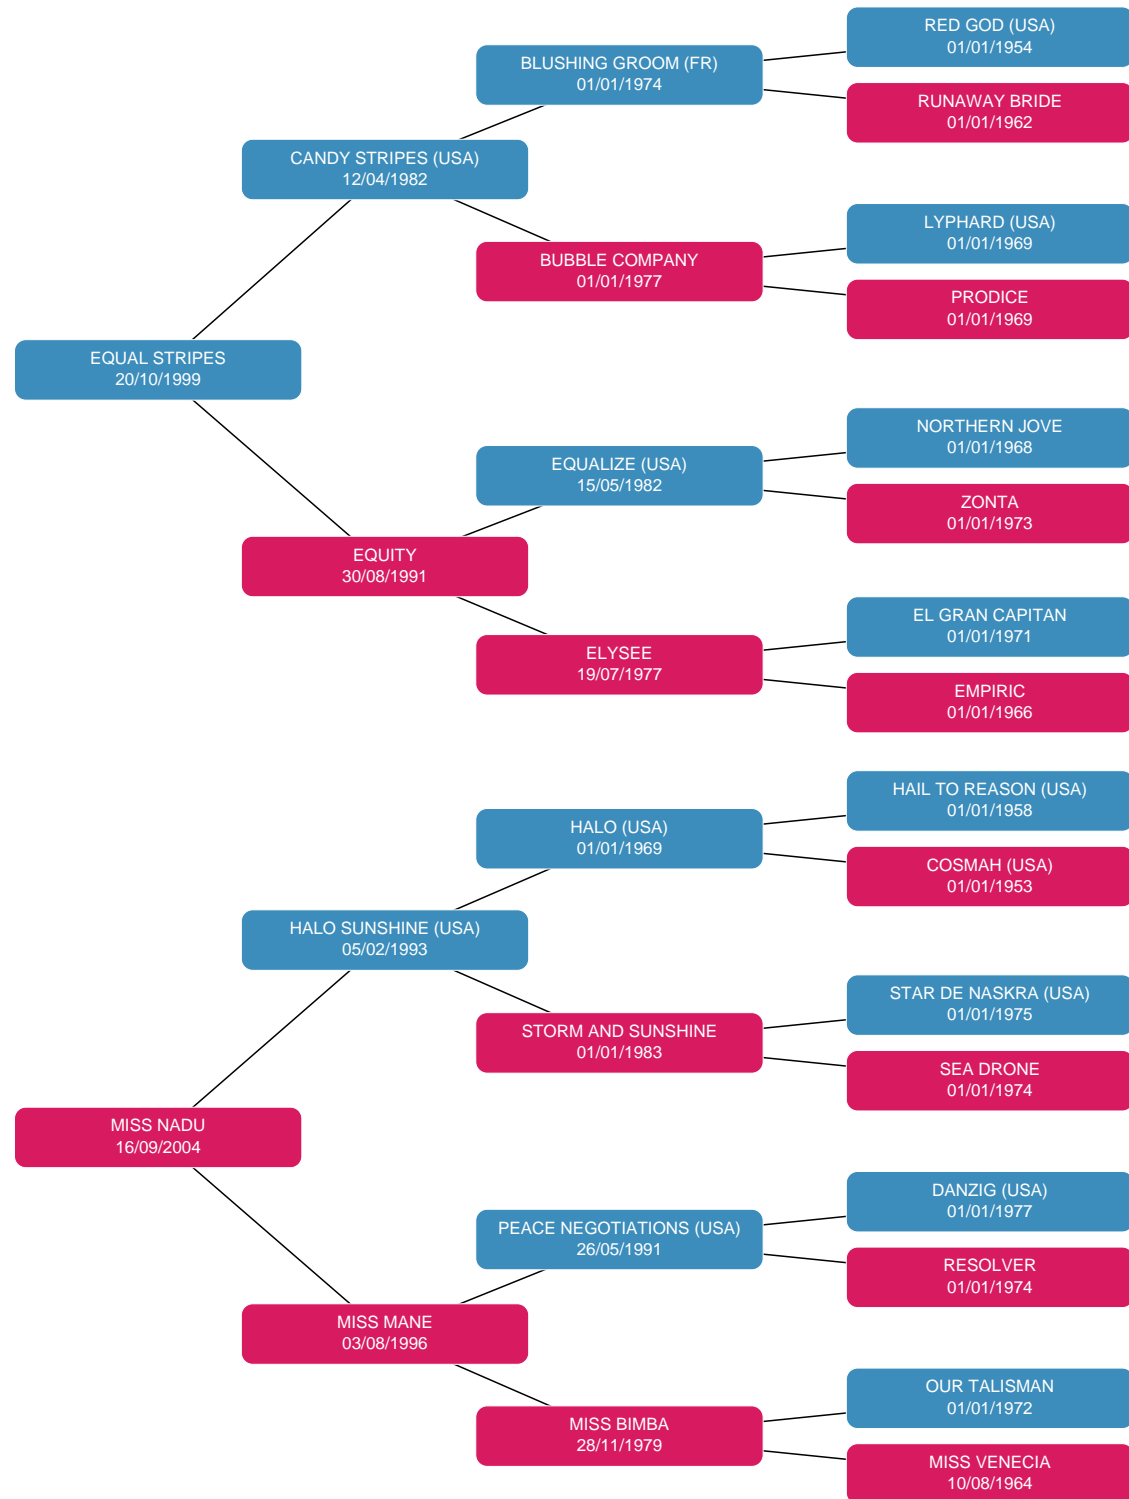 RED GOD (USA)
01/01/1954
BLUSHING GROOM (FR)
01/01/1974
RUNAWAY BRIDE
01/01/1962
CANDY STRIPES (USA)
12/04/1982
LYPHARD (USA)
01/01/1969
BUBBLE COMPANY
01/01/1977
PRODICE
01/01/1969
EQUAL STRIPES
20/10/1999
NORTHERN JOVE
01/01/1968
EQUALIZE (USA)
15/05/1982
ZONTA
01/01/1973
EQUITY
30/08/1991
EL GRAN CAPITAN
01/01/1971
ELYSEE
19/07/1977
EMPIRIC
01/01/1966
HAIL TO REASON (USA)
01/01/1958
HALO (USA)
01/01/1969
COSMAH (USA)
01/01/1953
HALO SUNSHINE (USA)
05/02/1993
STAR DE NASKRA (USA)
01/01/1975
STORM AND SUNSHINE
01/01/1983
SEA DRONE
01/01/1974
MISS NADU
16/09/2004
DANZIG (USA)
01/01/1977
PEACE NEGOTIATIONS (USA)
26/05/1991
RESOLVER
01/01/1974
MISS MANE
03/08/1996
OUR TALISMAN
01/01/1972
MISS BIMBA
28/11/1979
MISS VENECIA
10/08/1964